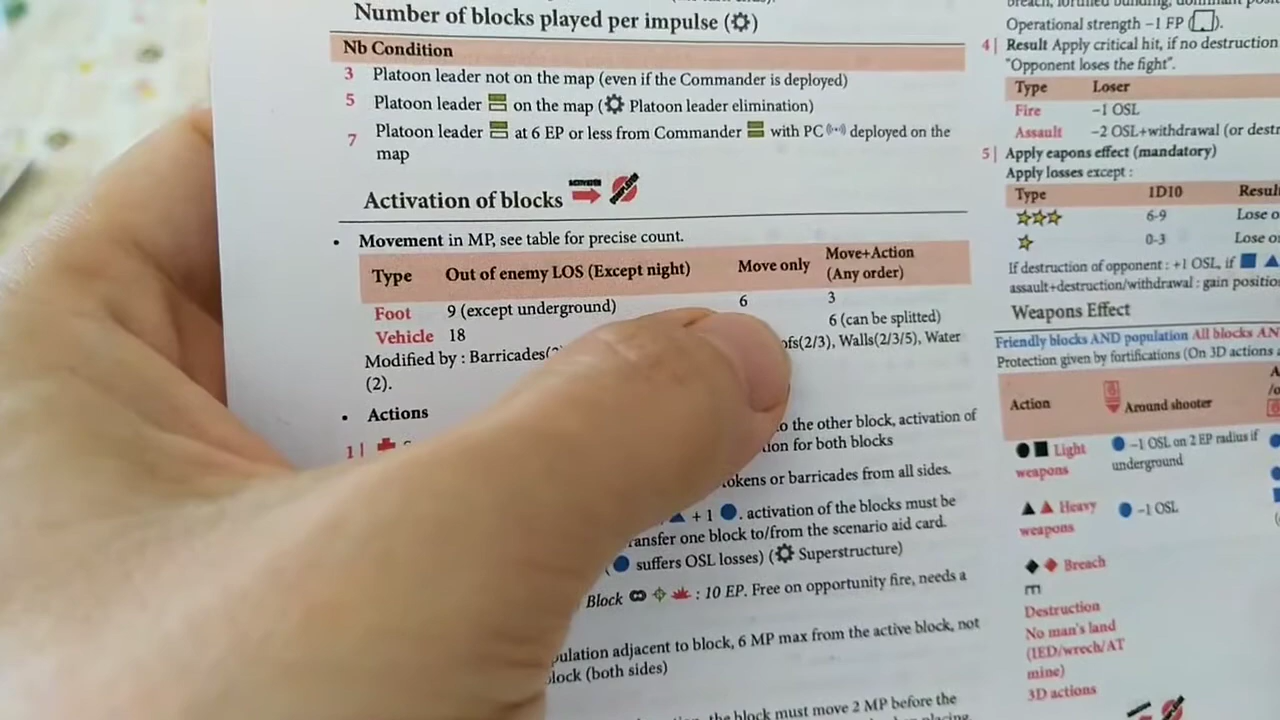 Number of blocks played per impulse ( )
Nb Condition
3 Platoon leader not on the map (even if the Commander is deployed)
5 Platoon leader on the map ( Platoon leader elimination)
7 Platoon leader at 6 EP or less from Commander with PC deployed on the
map
Activation of blocks
• Movement in MP, see table for precise count.
Type Out of enemy LOS (Except night) Move only Move+Action
(Any order)
Foot 9 (except underground) 6 3
Vehicle 18 6 (can be splitted)
Modified by : Barricades( (2/3), Walls(2/3/5), Water
(2).
• Actions
1|
the other block, activation of
for both blocks
or barricades from all sides.
+ 1 . activation of the blocks must be
one block to/from the scenario aid card.
( suffers OSL losses) ( Superstructure)
Block : 10 EP. Free on opportunity fire, needs a
adjacent to block, 6 MP max from the active block, not
(both sides)
the block must move 2 MP before the
placing
Operational strength −1 FP ( ).
4| Result Apply critical hit, if no destruction
"Opponent loses the fight".
Type Loser
Fire −1 OSL
Assault −2 OSL+withdrawal (or
5| Apply eapons effect (mandatory)
Apply losses except :
Type 1D10
6-9 Lose
0-3 Lose
If destruction of opponent : +1 OSL, if
assault+destruction/withdrawal : gain
Weapons Effect
Friendly blocks AND population All blocks
Protection given by fortifications (On 3D actions
Action Around shooter
Light −1 OSL on 2 EP radius if
weapons underground
Heavy −1 OSL
weapons
Breach
Destruction
No man's land
(IED/wrech/AT
mine)
3D actions